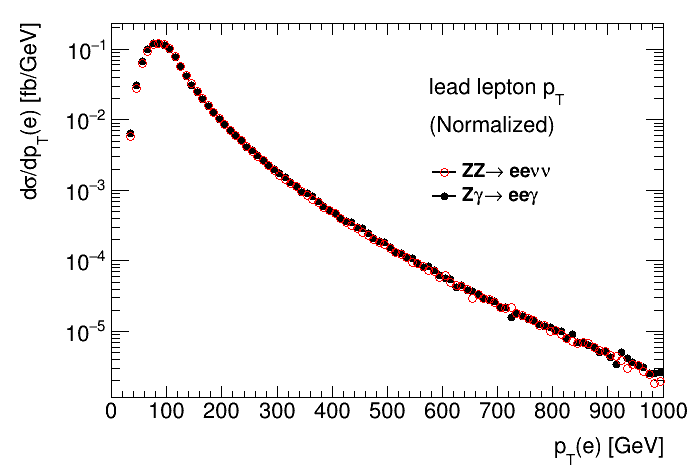 dσ/dp_T(e) [fb/GeV]
10⁻¹
10⁻²
10⁻³
10⁻⁴
10⁻⁵
lead lepton p_T
(Normalized)
ZZ→ eeνν
Zγ→ eeγ
0 100 200 300 400 500 600 700 800 900 1000
p_T(e) [GeV]